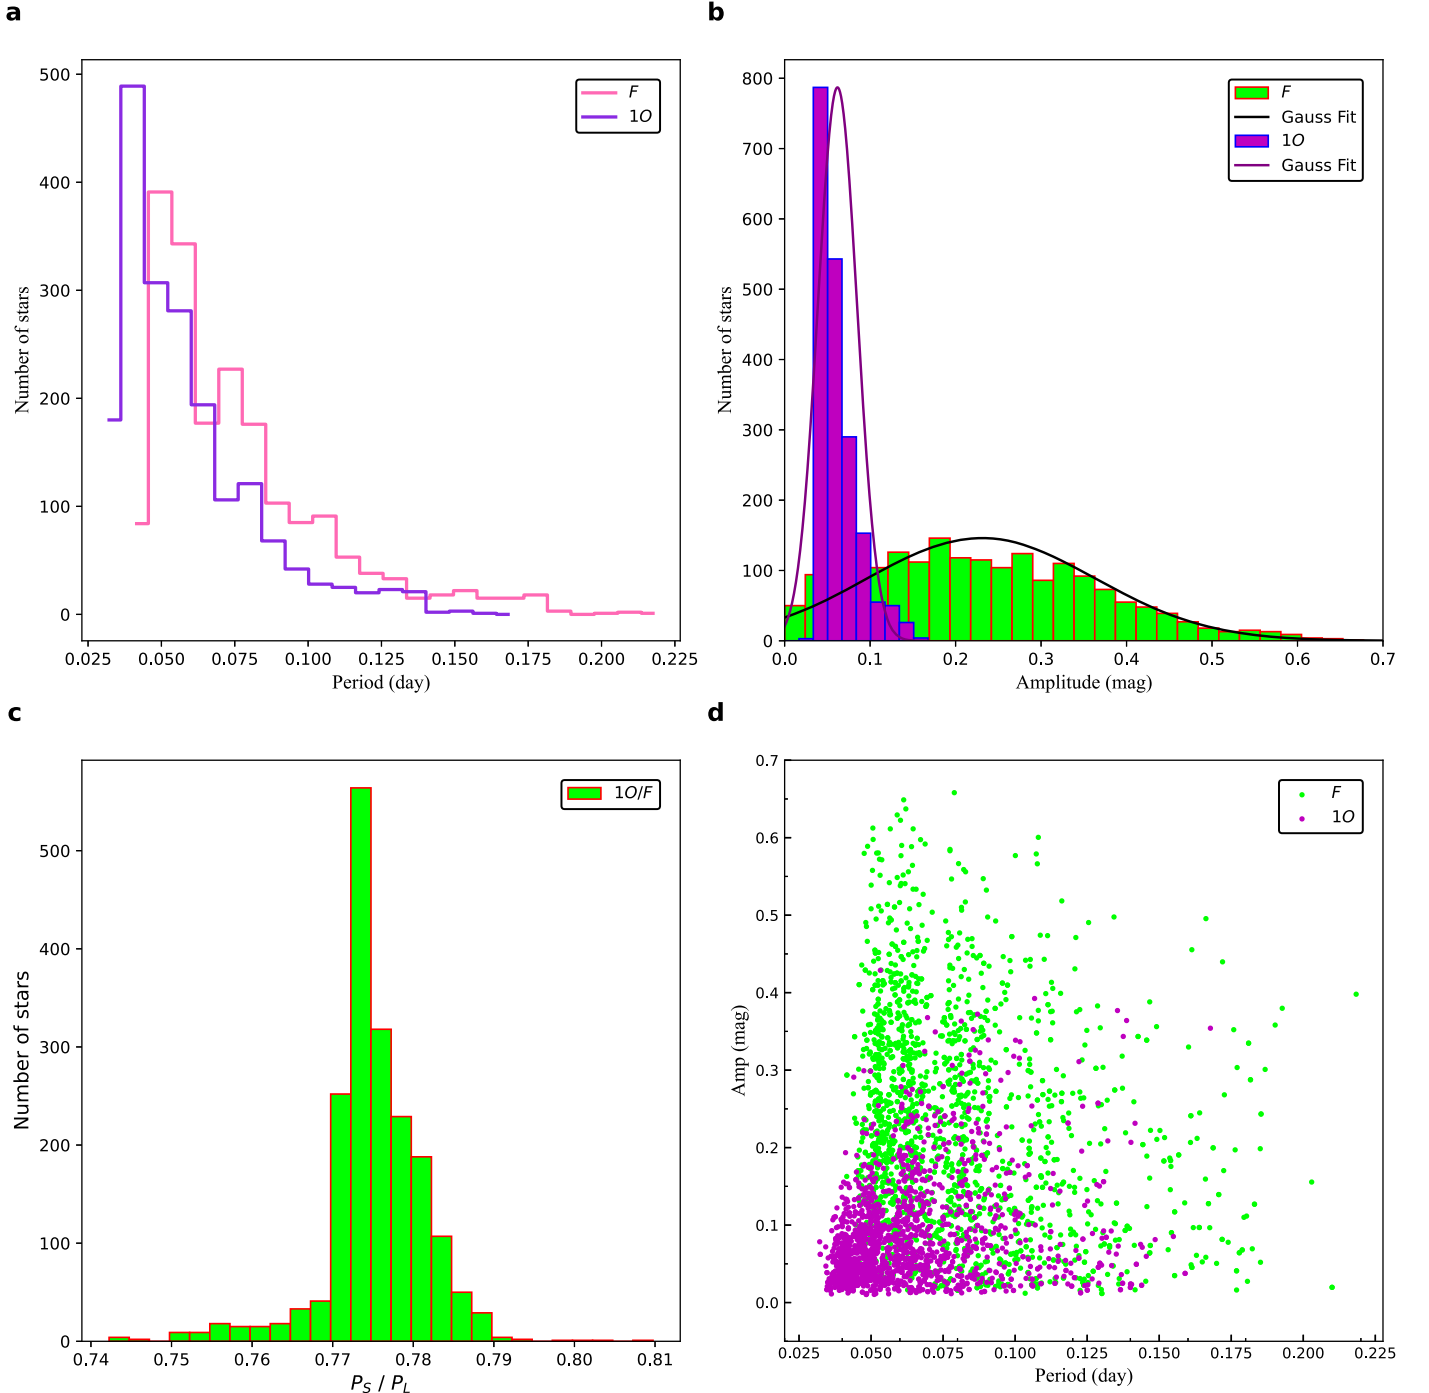 a
500
400
300
200
100
0
0.025 0.050 0.075 0.100 0.125 0.150 0.175 0.200 0.225
Period (day)
Number of stars
F
1O
b
800
700
600
500
400
300
200
100
0
0.0 0.1 0.2 0.3 0.4 0.5 0.6 0.7
Amplitude (mag)
Number of stars
F
Gauss Fit
1O
Gauss Fit
c
500
400
300
200
100
0
0.74 0.75 0.76 0.77 0.78 0.79 0.80 0.81
P_S / P_L
Number of stars
1O/F
d
0.7
0.6
0.5
0.4
0.3
0.2
0.1
0.0
0.025 0.050 0.075 0.100 0.125 0.150 0.175 0.200 0.225
Period (day)
Amp (mag)
F
1O